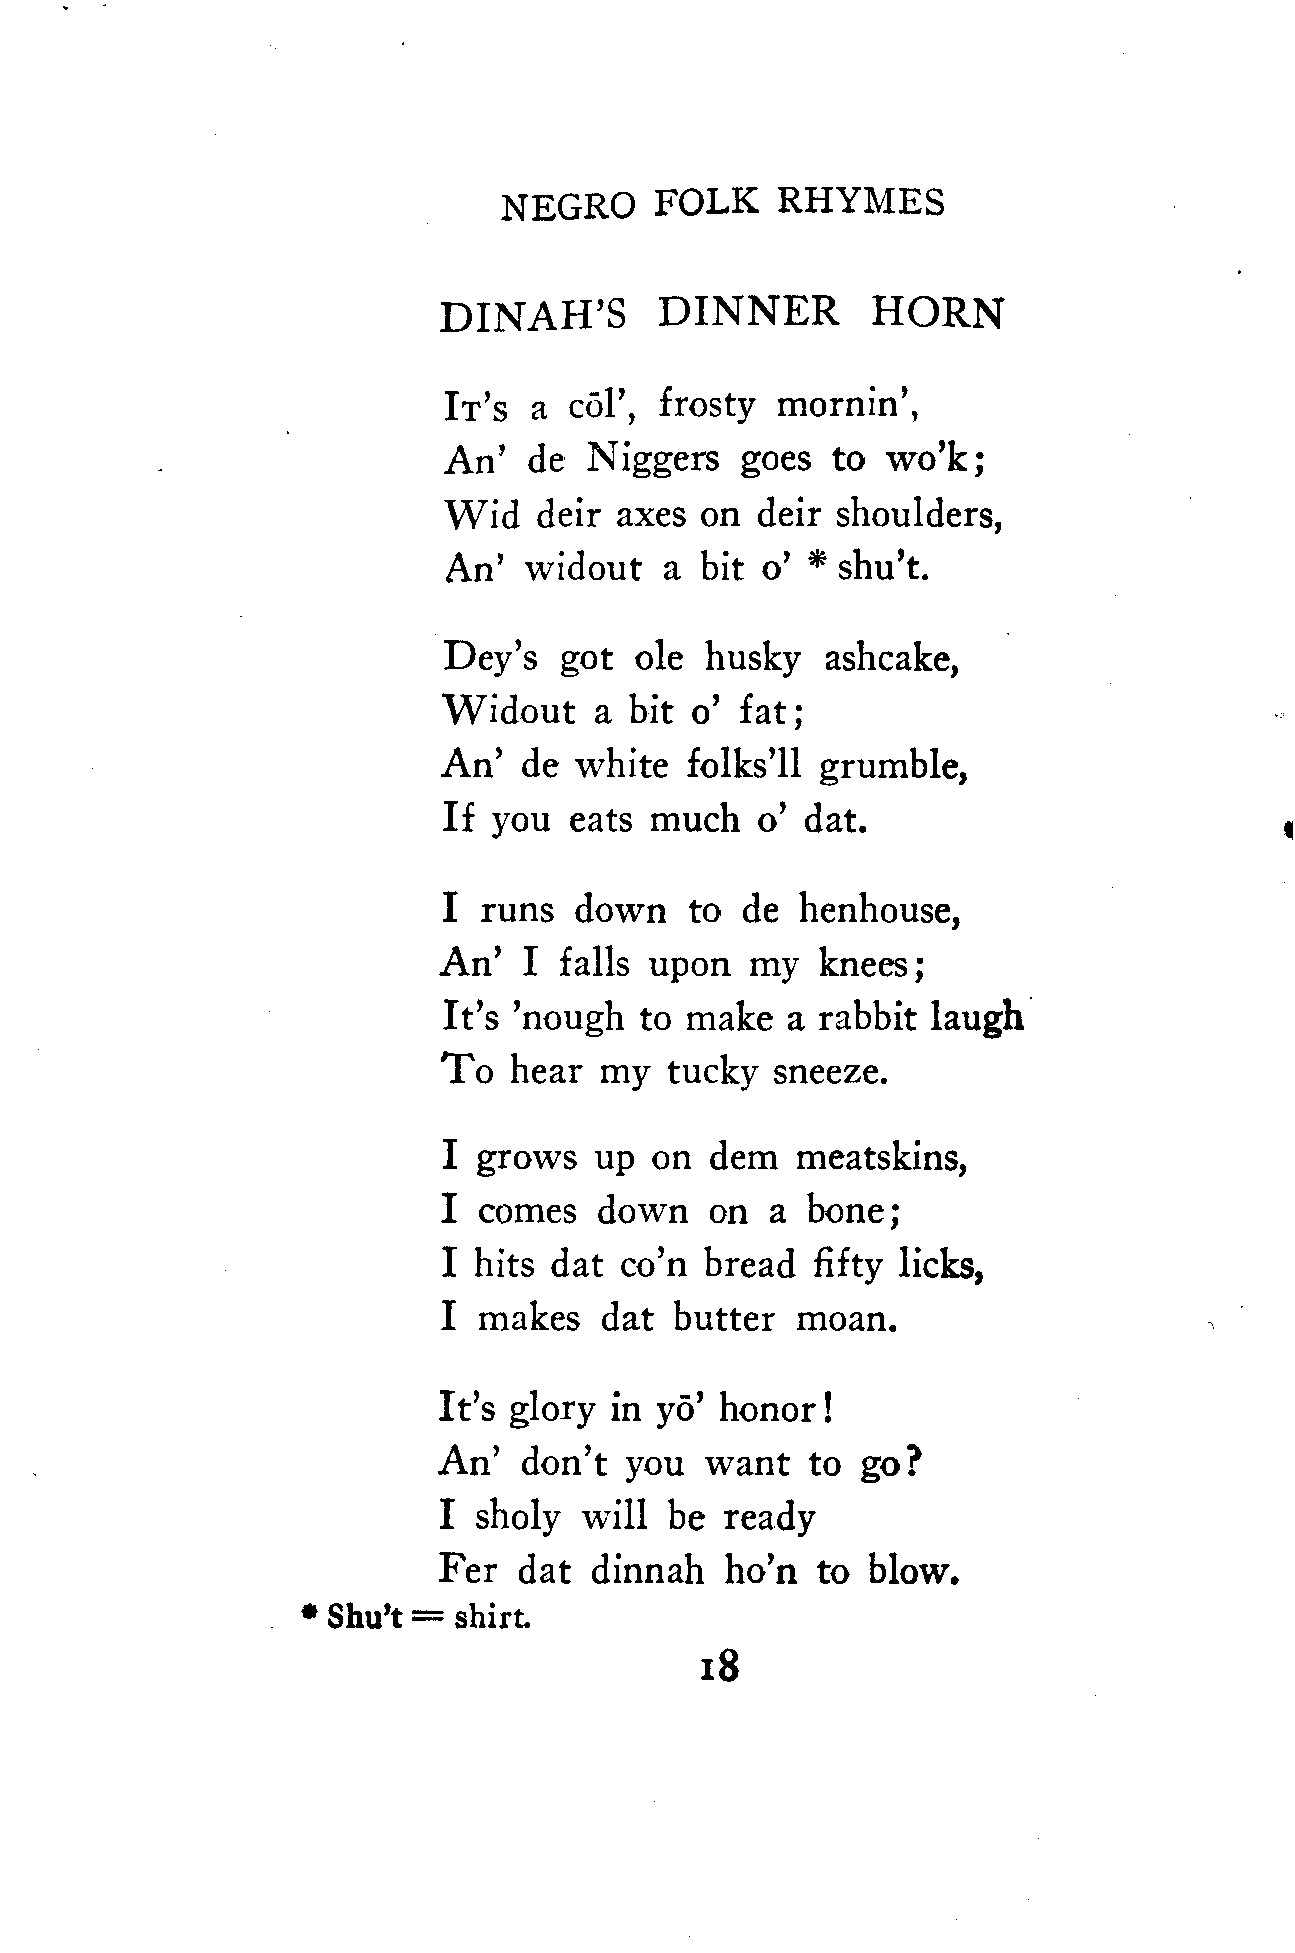 NEGRO FOLK RHYMES
DINAH'S DINNER HORN
IT'S a cōl', frosty mornin',
An' de Niggers goes to wo'k;
Wid deir axes on deir shoulders,
An' widout a bit o' * shu't.
Dey's got ole husky ashcake,
Widout a bit o' fat;
An' de white folks'll grumble,
If you eats much o' dat.
I runs down to de henhouse,
An' I falls upon my knees;
It's 'nough to make a rabbit laugh
To hear my tucky sneeze.
I grows up on dem meatskins,
I comes down on a bone;
I hits dat co'n bread fifty licks,
I makes dat butter moan.
It's glory in yō' honor!
An' don't you want to go?
I sholy will be ready
Fer dat dinnah ho'n to blow.
* Shu't = shirt.
18